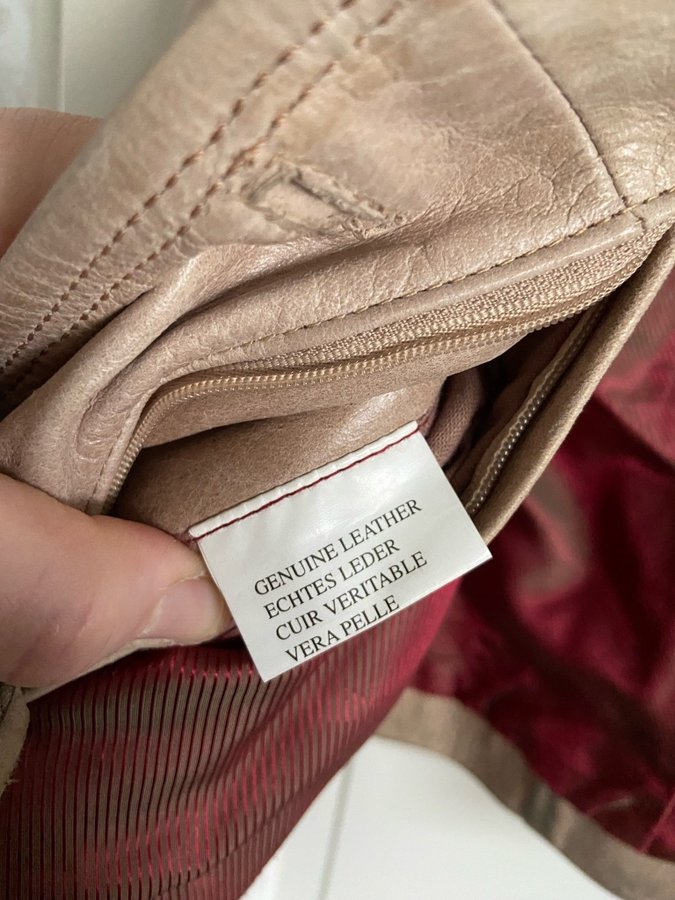 GENUINE LEATHER
ECHTES LEDER
CUIR VERITABLE
VERA PELLE